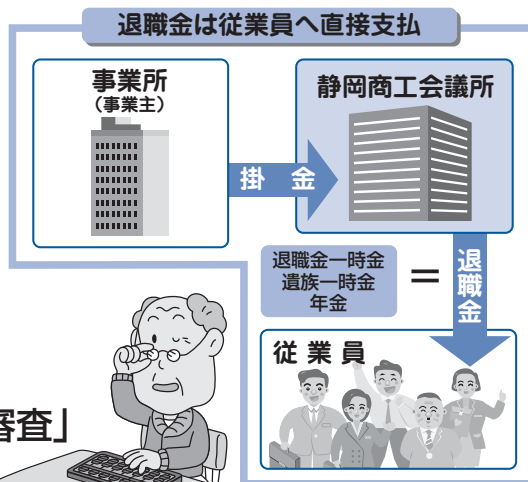 退職金は従業員へ直接支払
事業所
（事業主）
静岡商工会議所
掛 金
退職金一時金
遺族一時金
年金
＝
退職金
従業員
審査」